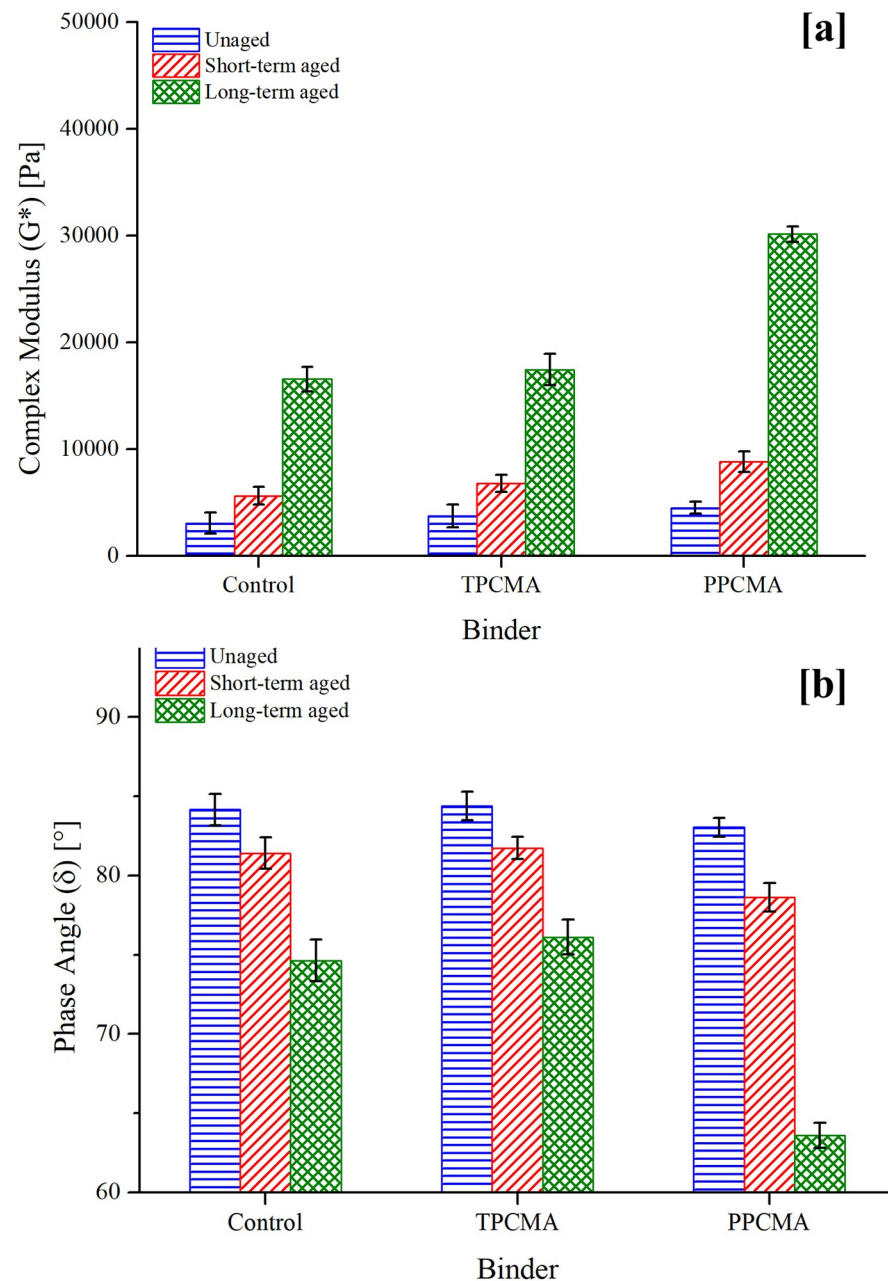 [a]
Unaged
Short-term aged
Long-term aged
50000
40000
30000
20000
10000
0
Complex Modulus (G*) [Pa]
Control TPCMA PPCMA
Binder
[b]
Unaged
Short-term aged
Long-term aged
90
80
70
60
Phase Angle (δ) [°]
Control TPCMA PPCMA
Binder